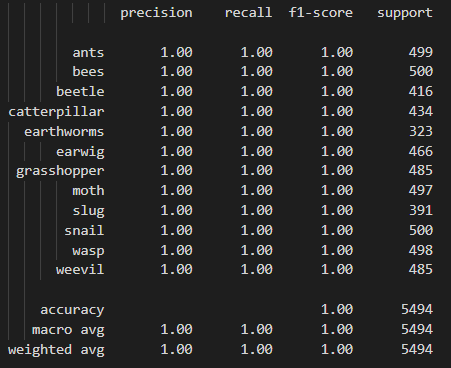 precision recall f1-score support
ants 1.00 1.00 1.00 499
bees 1.00 1.00 1.00 500
beetle 1.00 1.00 1.00 416
catterpillar 1.00 1.00 1.00 434
earthworms 1.00 1.00 1.00 323
earwig 1.00 1.00 1.00 466
grasshopper 1.00 1.00 1.00 485
moth 1.00 1.00 1.00 497
slug 1.00 1.00 1.00 391
snail 1.00 1.00 1.00 500
wasp 1.00 1.00 1.00 498
weevil 1.00 1.00 1.00 485
accuracy 1.00 5494
macro avg 1.00 1.00 1.00 5494
weighted avg 1.00 1.00 1.00 5494